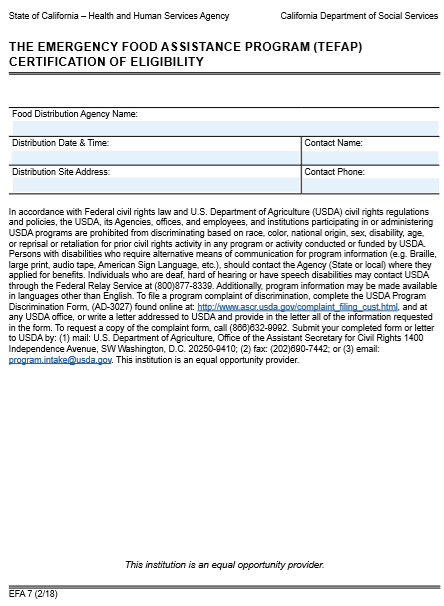 State of California – Health and Human Services Agency California Department of Social Services
THE EMERGENCY FOOD ASSISTANCE PROGRAM (TEFAP)
CERTIFICATION OF ELIGIBILITY
Food Distribution Agency Name:
Distribution Date & Time: Contact Name:
Distribution Site Address: Contact Phone:
In accordance with Federal civil rights law and U.S. Department of Agriculture (USDA) civil rights regulations
and policies, the USDA, its Agencies, offices, and employees, and institutions participating in or administering
USDA programs are prohibited from discriminating based on race, color, national origin, sex, disability, age,
or reprisal or retaliation for prior civil rights activity in any program or activity conducted or funded by USDA.
Persons with disabilities who require alternative means of communication for program information (e.g. Braille,
large print, audio tape, American Sign Language, etc.), should contact the Agency (State or local) where they
applied for benefits. Individuals who are deaf, hard of hearing or have speech disabilities may contact USDA
through the Federal Relay Service at (800)877-8339. Additionally, program information may be made available
in languages other than English. To file a program complaint of discrimination, complete the USDA Program
Discrimination Form, (AD-3027) found online at: http://www.ascr.usda.gov/complaint_filing_cust.html, and at
any USDA office, or write a letter addressed to USDA and provide in the letter all of the information requested
in the form. To request a copy of the complaint form, call (866)632-9992. Submit your completed form or letter
to USDA by: (1) mail: U.S. Department of Agriculture, Office of the Assistant Secretary for Civil Rights 1400
Independence Avenue, SW Washington, D.C. 20250-9410; (2) fax: (202)690-7442; or (3) email:
program.intake@usda.gov. This institution is an equal opportunity provider.
This institution is an equal opportunity provider.
EFA 7 (2/18)